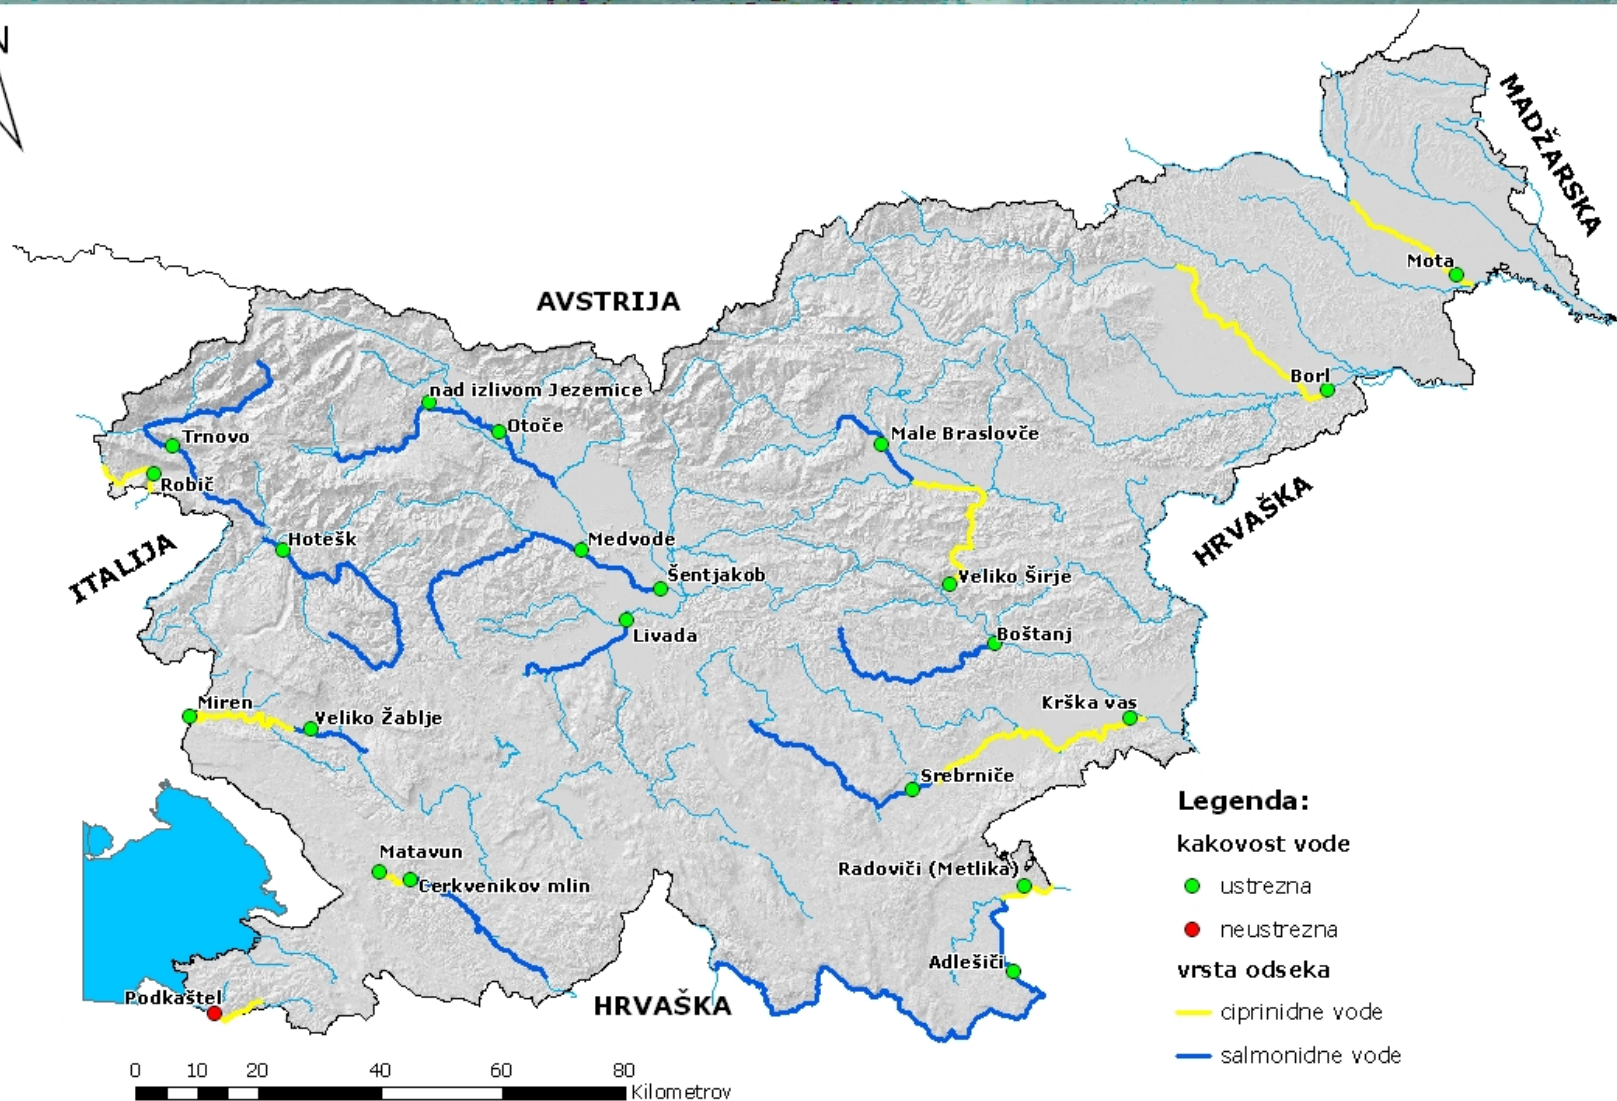 N
MADŽARSKA
AVSTRIJA
Mota
Borl
nad izlivom Jezernice
Otoče
Trnovo
Robič
Male Braslovče
HRVAŠKA
ITALIJA
Hotešk
Medvode
Šentjakob
Veliko Širje
Livada
Boštanj
Miren
Veliko Žablje
Krška vas
Srebrniče
Matavun
Cerkvenikov mlin
Radoviči (Metlika)
Adlešiči
Podkaštel
HRVAŠKA
Legenda:
kakovost vode
ustrezna
neustrezna
vrsta odseka
ciprinidne vode
salmonidne vode
0 10 20 40 60 80
Kilometrov